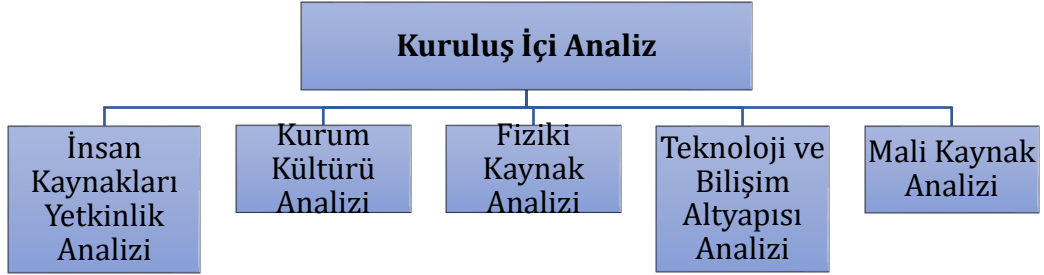 Kuruluş İçi Analiz
İnsan
Kaynakları
Yetkinlik
Analizi
Kurum
Kültürü
Analizi
Fiziki
Kaynak
Analizi
Teknoloji ve
Bilişim
Altyapısı
Analizi
Mali Kaynak
Analizi